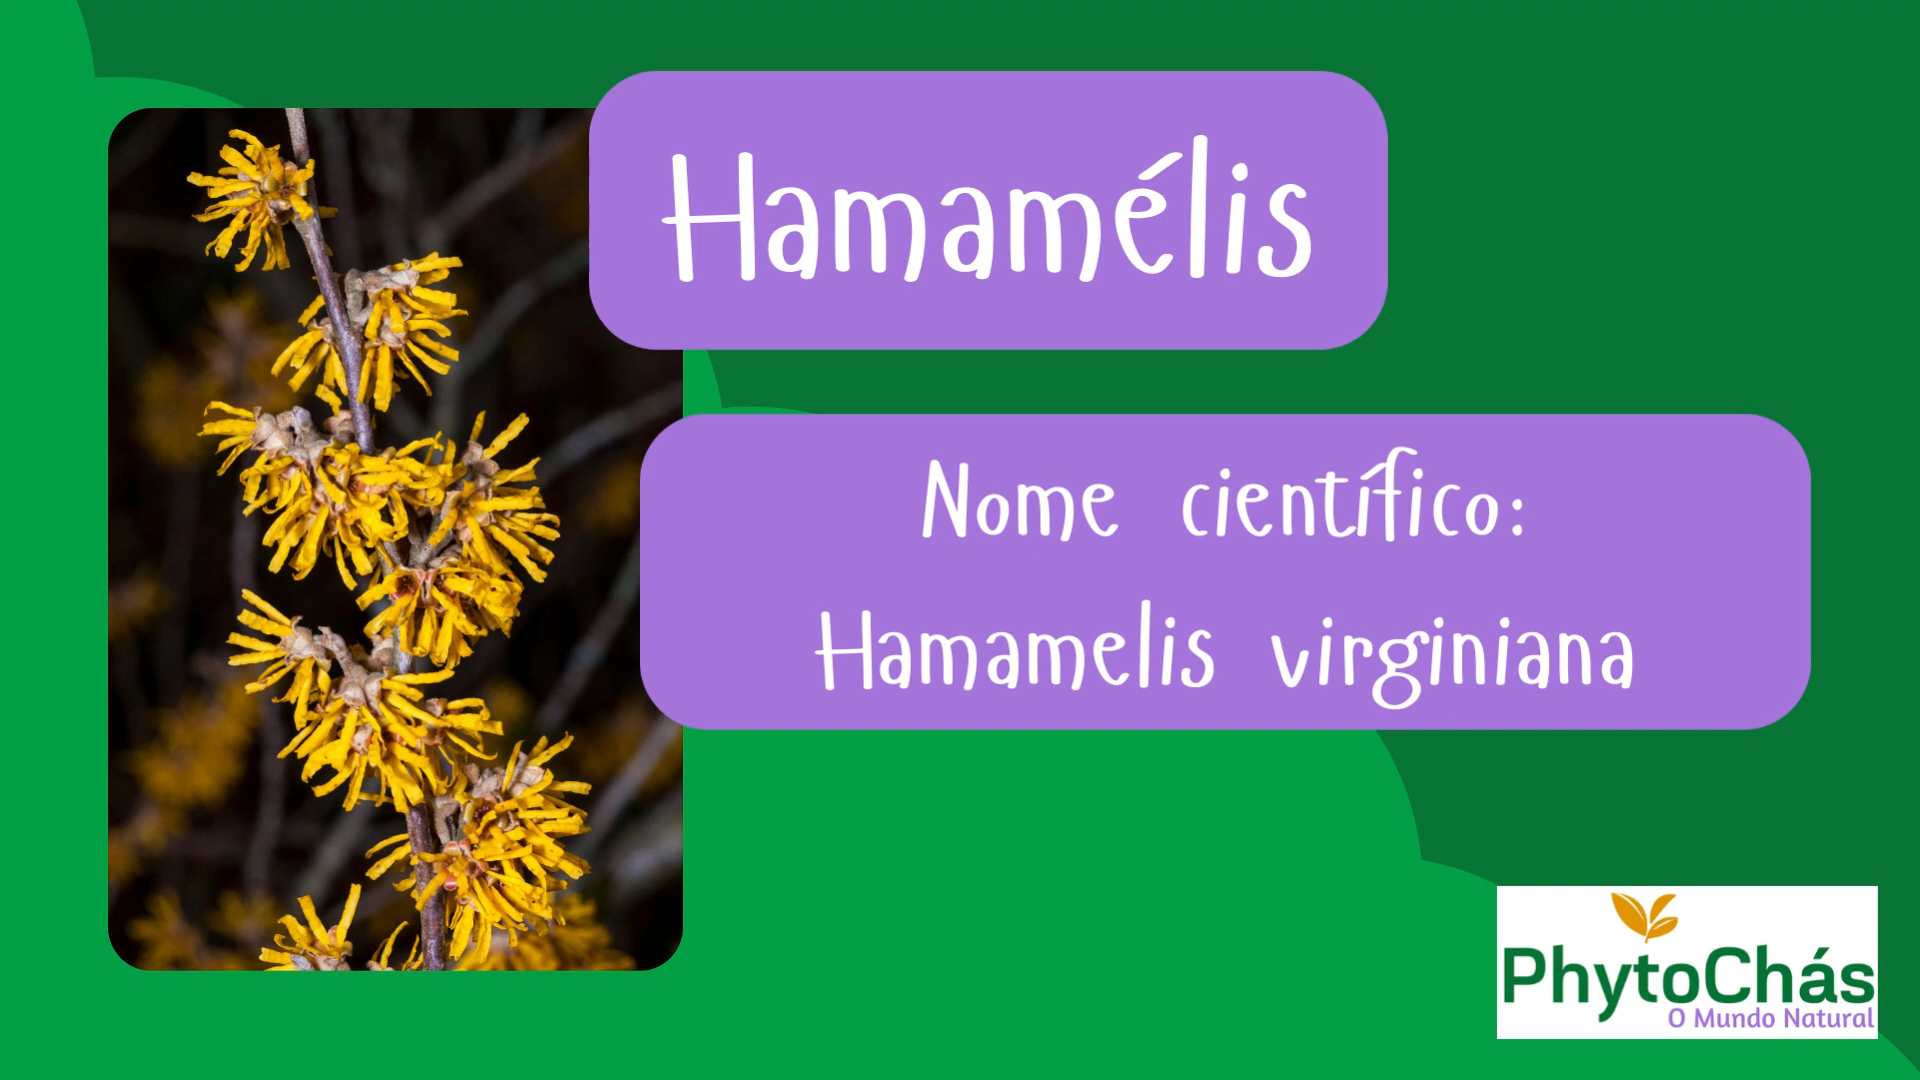 Hamamélis
Nome científico:
Hamamelis virginiana
PhytoChás
O Mundo Natural